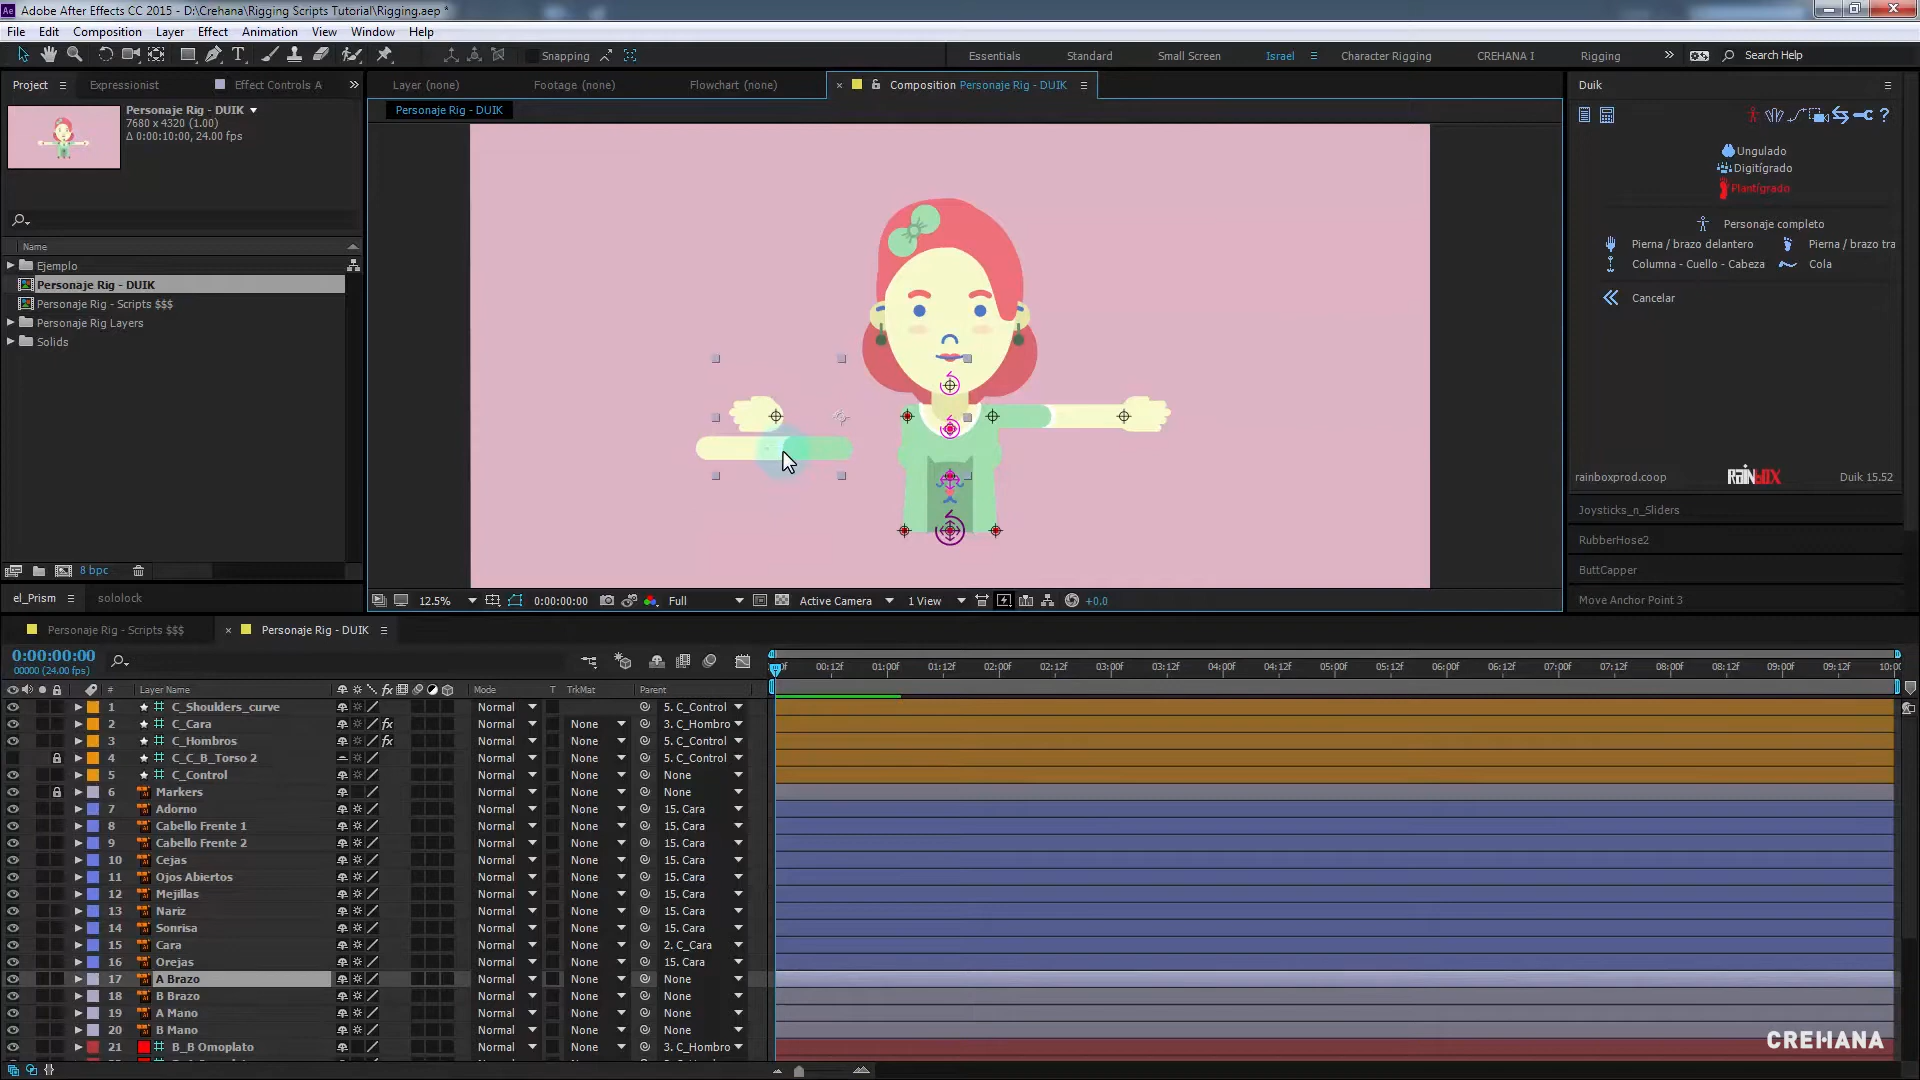 Adobe After Effects CC 2015 - D:\Crehana\Rigging Scripts Tutorial\Rigging.aep *
File Edit Composition Layer Effect Animation View Window Help
Snapping
Essentials Standard Small Screen Israel Character Rigging CREHANA I Rigging Search Help
Project Expressionist Effect Controls A
Layer (none) Footage (none) Flowchart (none) Composition Personaje Rig - DUIK
Duik
Personaje Rig - DUIK
7680 x 4320 (1.00)
Δ 0:00:10:00, 24.00 fps
Personaje Rig - DUIK
Ungulado
Digitígrado
Plantígrado
Personaje completo
Pierna / brazo delantero Pierna / brazo tra
Columna - Cuello - Cabeza Cola
Cancelar
Name
Ejemplo
Personaje Rig - DUIK
Personaje Rig - Scripts $$$
Personaje Rig Layers
Solids
rainboxprod.coop RAINBOX Duik 15.52
Joysticks_n_Sliders
RubberHose2
ButtCapper
Move Anchor Point 3
8 bpc
el_Prism sololock
12.5% 0:00:00:00 Full Active Camera 1 View +0.0
Personaje Rig - Scripts $$$ Personaje Rig - DUIK
0:00:00:00
00000 (24.00 fps)
00:12f 01:00f 01:12f 02:00f 02:12f 03:00f 03:12f 04:00f 04:12f 05:00f 05:12f 06:00f 06:12f 07:00f 07:12f 08:00f 08:12f 09:00f 09:12f 10:00
# Layer Name Mode T TrkMat Parent
1 C_Shoulders_curve Normal 5. C_Control
2 C_Cara fx Normal None 3. C_Hombro
3 C_Hombros fx Normal None 5. C_Control
4 C_C_B_Torso 2 Normal None 5. C_Control
5 C_Control Normal None None
6 Markers Normal None None
7 Adorno Normal None 15. Cara
8 Cabello Frente 1 Normal None 15. Cara
9 Cabello Frente 2 Normal None 15. Cara
10 Cejas Normal None 15. Cara
11 Ojos Abiertos Normal None 15. Cara
12 Mejillas Normal None 15. Cara
13 Nariz Normal None 15. Cara
14 Sonrisa Normal None 15. Cara
15 Cara Normal None 2. C_Cara
16 Orejas Normal None 15. Cara
17 A Brazo Normal None None
18 B Brazo Normal None None
19 A Mano Normal None None
20 B Mano Normal None None
21 B_B Omoplato Normal None 3. C_Hombro
CREHANA